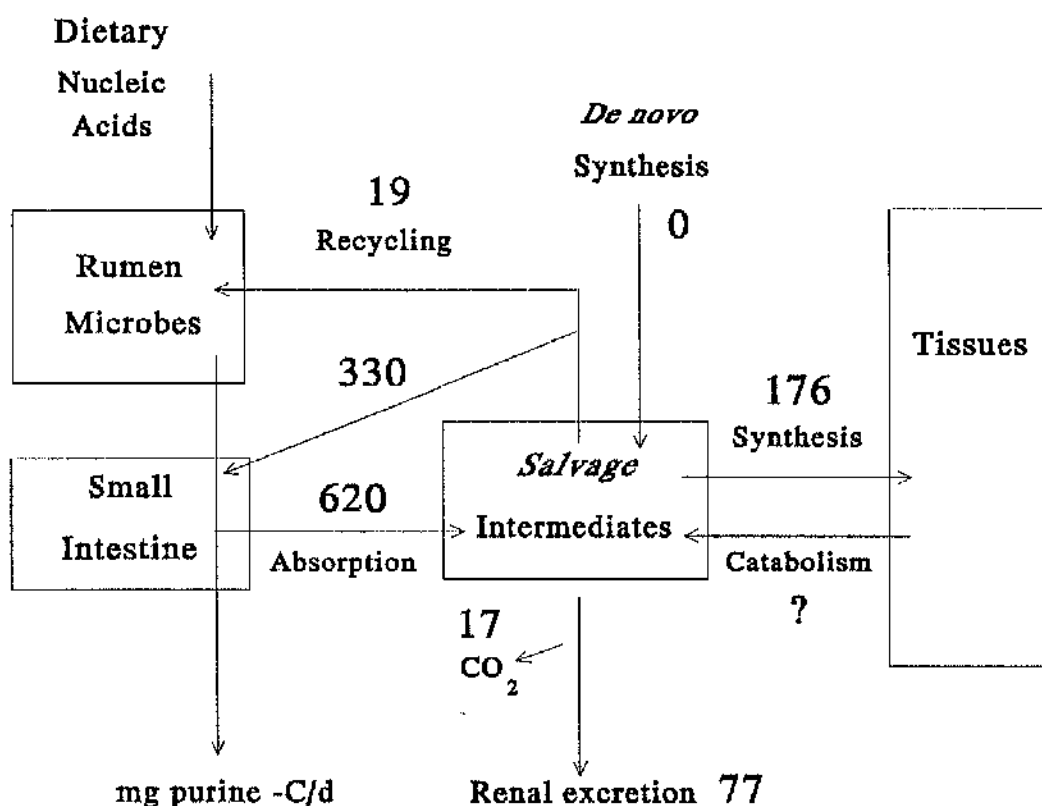 Dietary
Nucleic
Acids
De novo
Synthesis
0
19
Recycling
Rumen
Microbes
Tissues
330
176
Synthesis
Small
Intestine
620
Absorption
Salvage
Intermediates
Catabolism
?
17
CO2
mg purine -C/d
Renal excretion 77